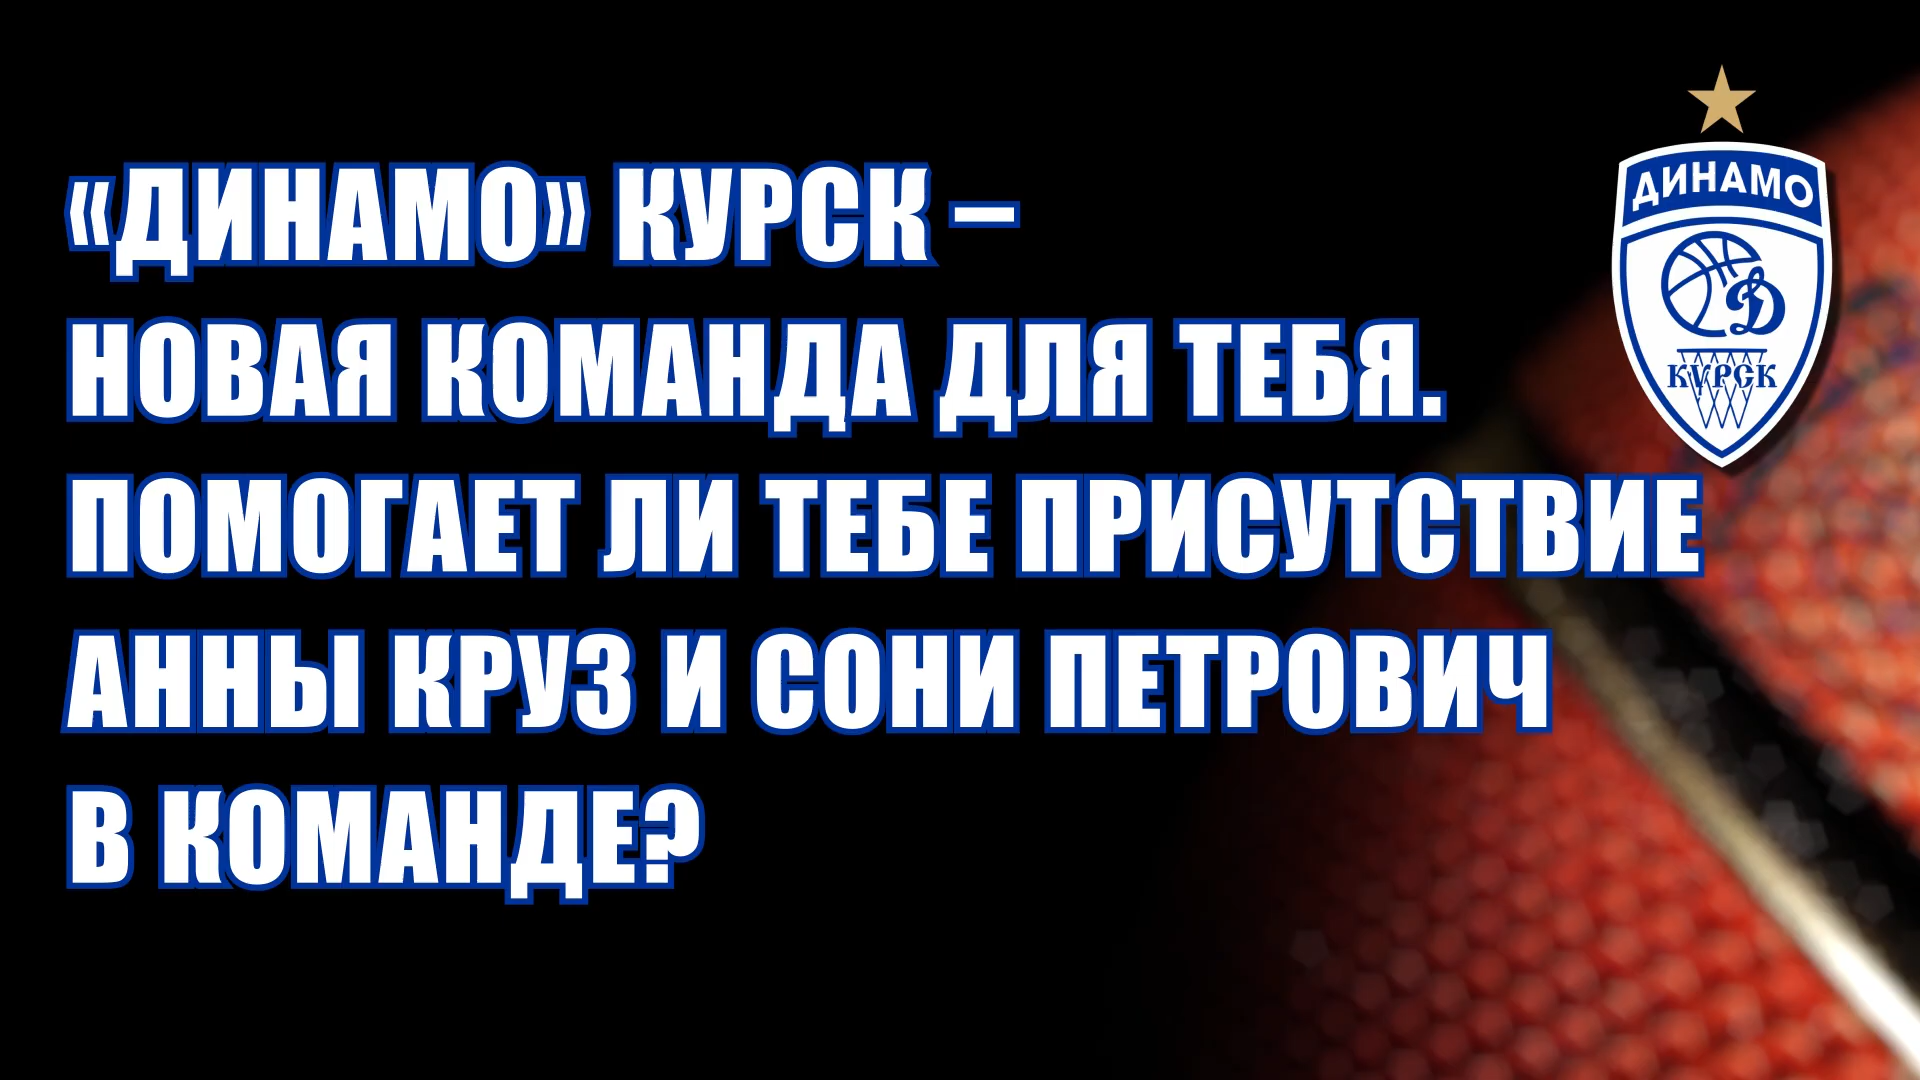 «ДИНАМО» КУРСК –
НОВАЯ КОМАНДА ДЛЯ ТЕБЯ.
ПОМОГАЕТ ЛИ ТЕБЕ ПРИСУТСТВИЕ
АННЫ КРУЗ И СОНИ ПЕТРОВИЧ
В КОМАНДЕ?
ДИНАМО
Д
КУРСК